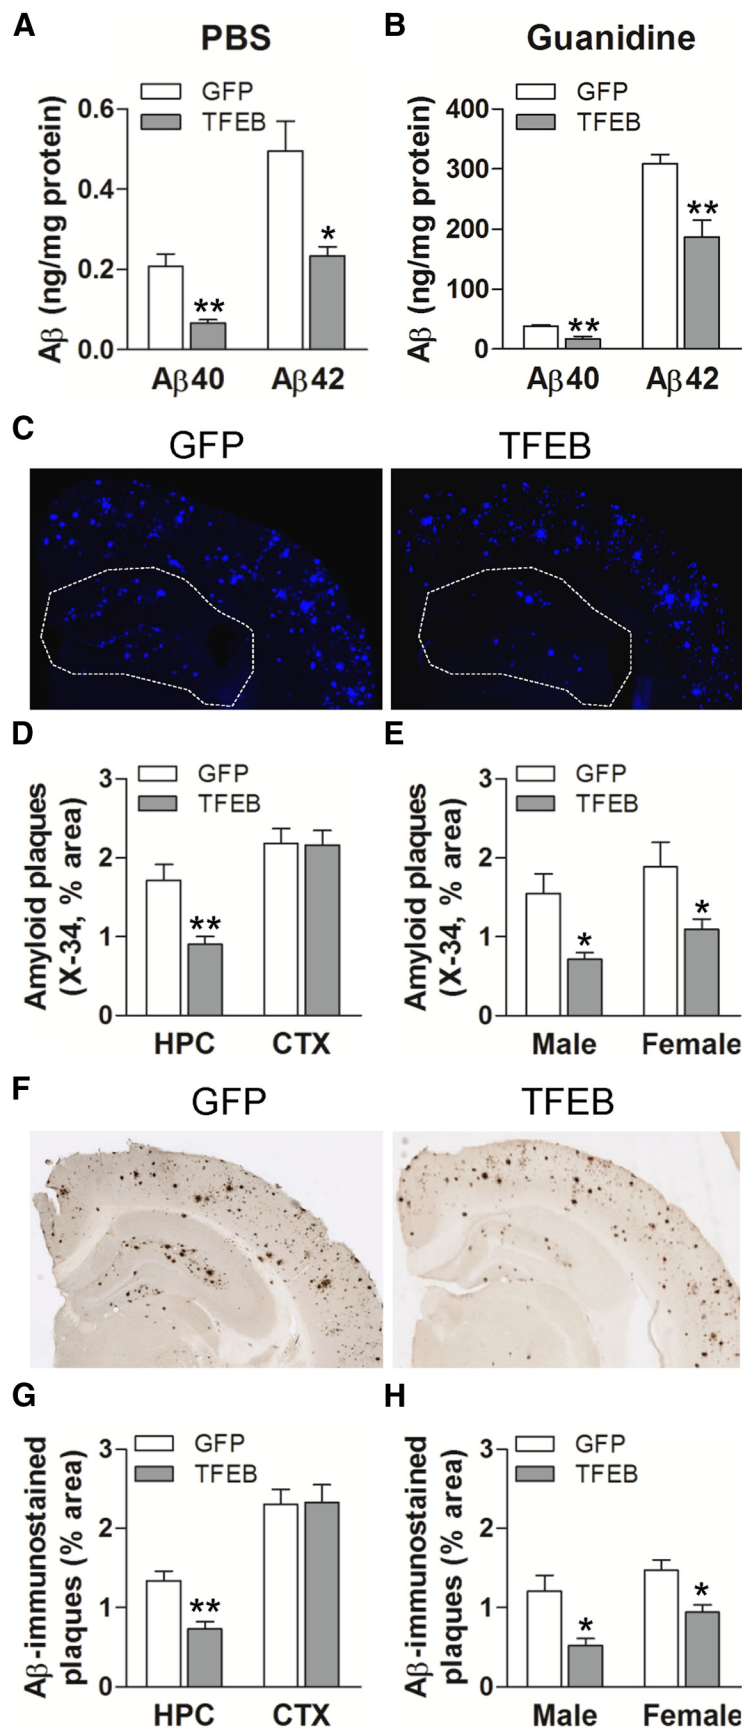 A PBS
GFP
TFEB
Aβ (ng/mg protein)
0.6
0.4
0.2
0.0
**
*
Aβ40 Aβ42
B Guanidine
GFP
TFEB
Aβ (ng/mg protein)
400
300
200
100
0
**
**
Aβ40 Aβ42
C GFP TFEB
D
GFP
TFEB
Amyloid plaques
(X-34, % area)
3
2
1
0
**
HPC CTX
E
GFP
TFEB
Amyloid plaques
(X-34, % area)
3
2
1
0
*
*
Male Female
F GFP TFEB
G
GFP
TFEB
Aβ-immunostained
plaques (% area)
3
2
1
0
**
HPC CTX
H
GFP
TFEB
Aβ-immunostained
plaques (% area)
3
2
1
0
*
*
Male Female